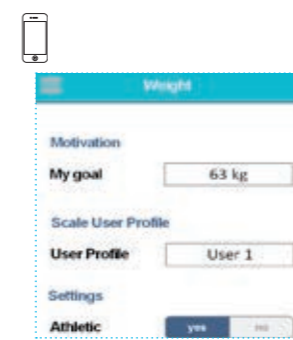 Weight
Motivation
My goal 63 kg
Scale User Profile
User Profile User 1
Settings
Athletic yes no